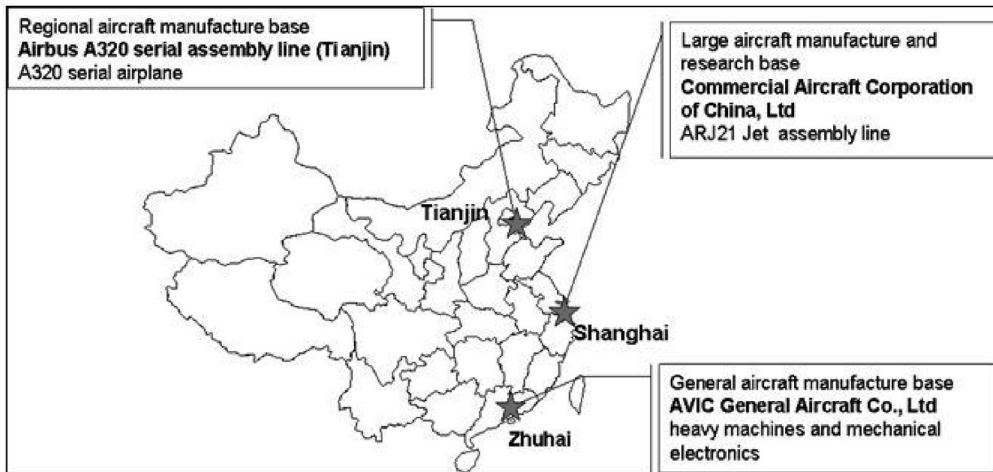 Regional aircraft manufacture base
Airbus A320 serial assembly line (Tianjin)
A320 serial airplane
Large aircraft manufacture and
research base
Commercial Aircraft Corporation
of China, Ltd
ARJ21 Jet assembly line
Tianjin
Shanghai
General aircraft manufacture base
AVIC General Aircraft Co., Ltd
heavy machines and mechanical
electronics
Zhuhai